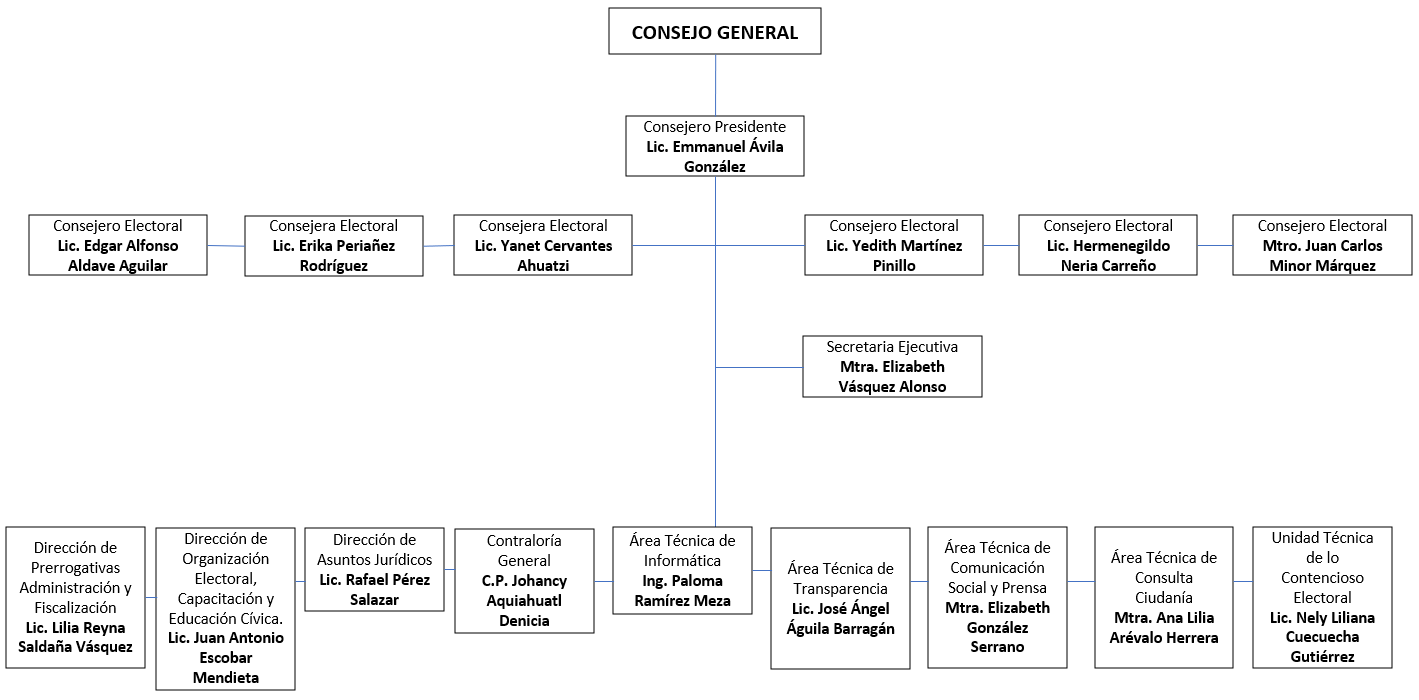 CONSEJO GENERAL
Consejero Presidente
Lic. Emmanuel Ávila
González
Consejero Electoral
Lic. Edgar Alfonso
Aldave Aguilar
Consejera Electoral
Lic. Erika Periañez
Rodríguez
Consejera Electoral
Lic. Yanet Cervantes
Ahuatzi
Consejero Electoral
Lic. Yedith Martínez
Pinillo
Consejero Electoral
Lic. Hermenegildo
Neria Carreño
Consejero Electoral
Mtro. Juan Carlos
Minor Márquez
Secretaria Ejecutiva
Mtra. Elizabeth
Vásquez Alonso
Dirección de
Prerrogativas
Administración y
Fiscalización
Lic. Lilia Reyna
Saldaña Vásquez
Dirección de
Organización
Electoral,
Capacitación y
Educación Cívica.
Lic. Juan Antonio
Escobar
Mendieta
Dirección de
Asuntos Jurídicos
Lic. Rafael Pérez
Salazar
Contraloría
General
C.P. Johancy
Aquiahuatl
Denicia
Área Técnica de
Informática
Ing. Paloma
Ramírez Meza
Área Técnica de
Transparencia
Lic. José Ángel
Águila Barragán
Área Técnica de
Comunicación
Social y Prensa
Mtra. Elizabeth
González
Serrano
Área Técnica de
Consulta
Ciudanía
Mtra. Ana Lilia
Arévalo Herrera
Unidad Técnica
de lo
Contencioso
Electoral
Lic. Nely Liliana
Cuecuecha
Gutiérrez